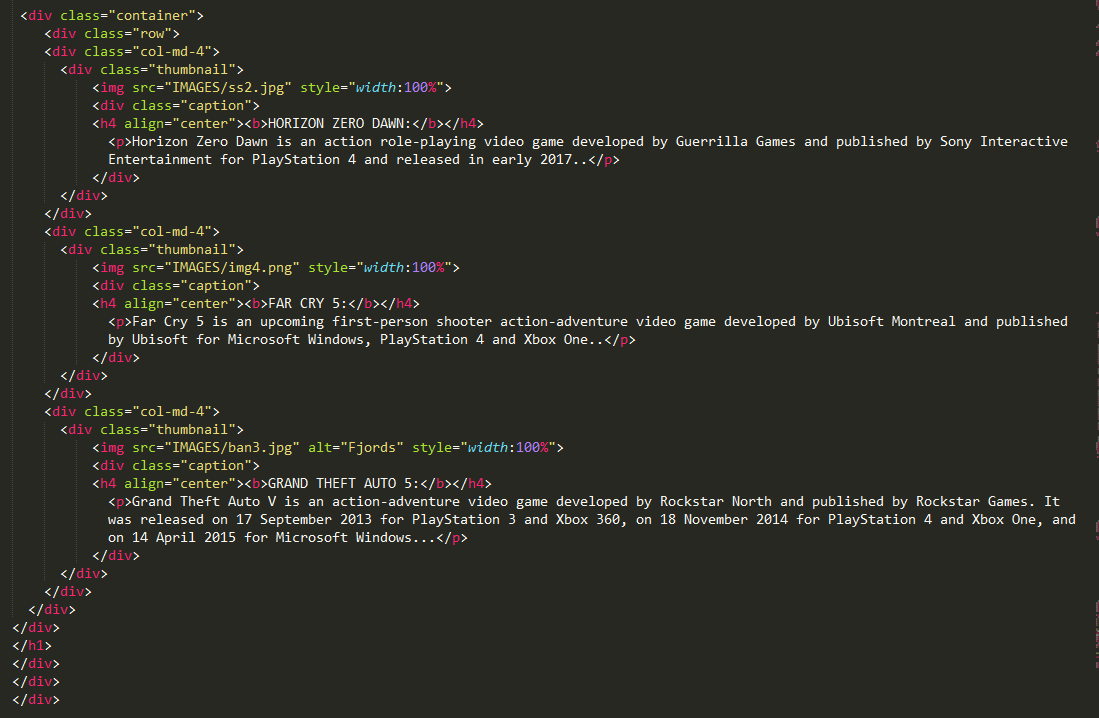 <div class="container">
<div class="row">
<div class="col-md-4">
<div class="thumbnail">
<img src="IMAGES/ss2.jpg" style="width:100%">
<div class="caption">
<h4 align="center"><b>HORIZON ZERO DAWN:</b></h4>
<p>Horizon Zero Dawn is an action role-playing video game developed by Guerrilla Games and published by Sony Interactive
Entertainment for PlayStation 4 and released in early 2017..</p>
</div>
</div>
</div>
<div class="col-md-4">
<div class="thumbnail">
<img src="IMAGES/img4.png" style="width:100%">
<div class="caption">
<h4 align="center"><b>FAR CRY 5:</b></h4>
<p>Far Cry 5 is an upcoming first-person shooter action-adventure video game developed by Ubisoft Montreal and published
by Ubisoft for Microsoft Windows, PlayStation 4 and Xbox One..</p>
</div>
</div>
</div>
<div class="col-md-4">
<div class="thumbnail">
<img src="IMAGES/ban3.jpg" alt="Fjords" style="width:100%">
<div class="caption">
<h4 align="center"><b>GRAND THEFT AUTO 5:</b></h4>
<p>Grand Theft Auto V is an action-adventure video game developed by Rockstar North and published by Rockstar Games. It
was released on 17 September 2013 for PlayStation 3 and Xbox 360, on 18 November 2014 for PlayStation 4 and Xbox One, and
on 14 April 2015 for Microsoft Windows...</p>
</div>
</div>
</div>
</div>
</div>
</h1>
</div>
</div>
</div>